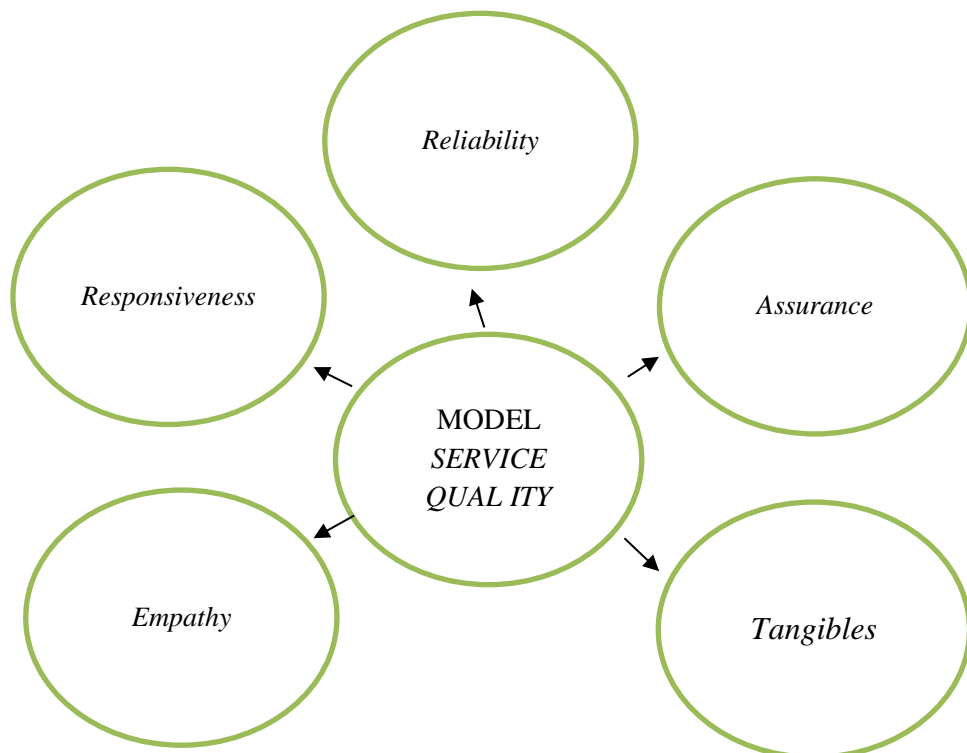 Reliability
Responsiveness
Assurance
MODEL
SERVICE
QUAL ITY
Empathy
Tangibles